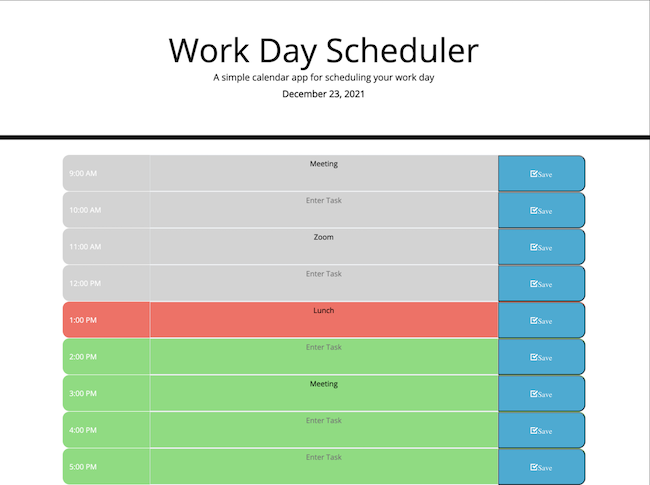 Work Day Scheduler
A simple calendar app for scheduling your work day
December 23, 2021
9:00 AM Meeting Save
10:00 AM Enter Task Save
11:00 AM Zoom Save
12:00 PM Enter Task Save
1:00 PM Lunch Save
2:00 PM Enter Task Save
3:00 PM Meeting Save
4:00 PM Enter Task Save
5:00 PM Enter Task Save